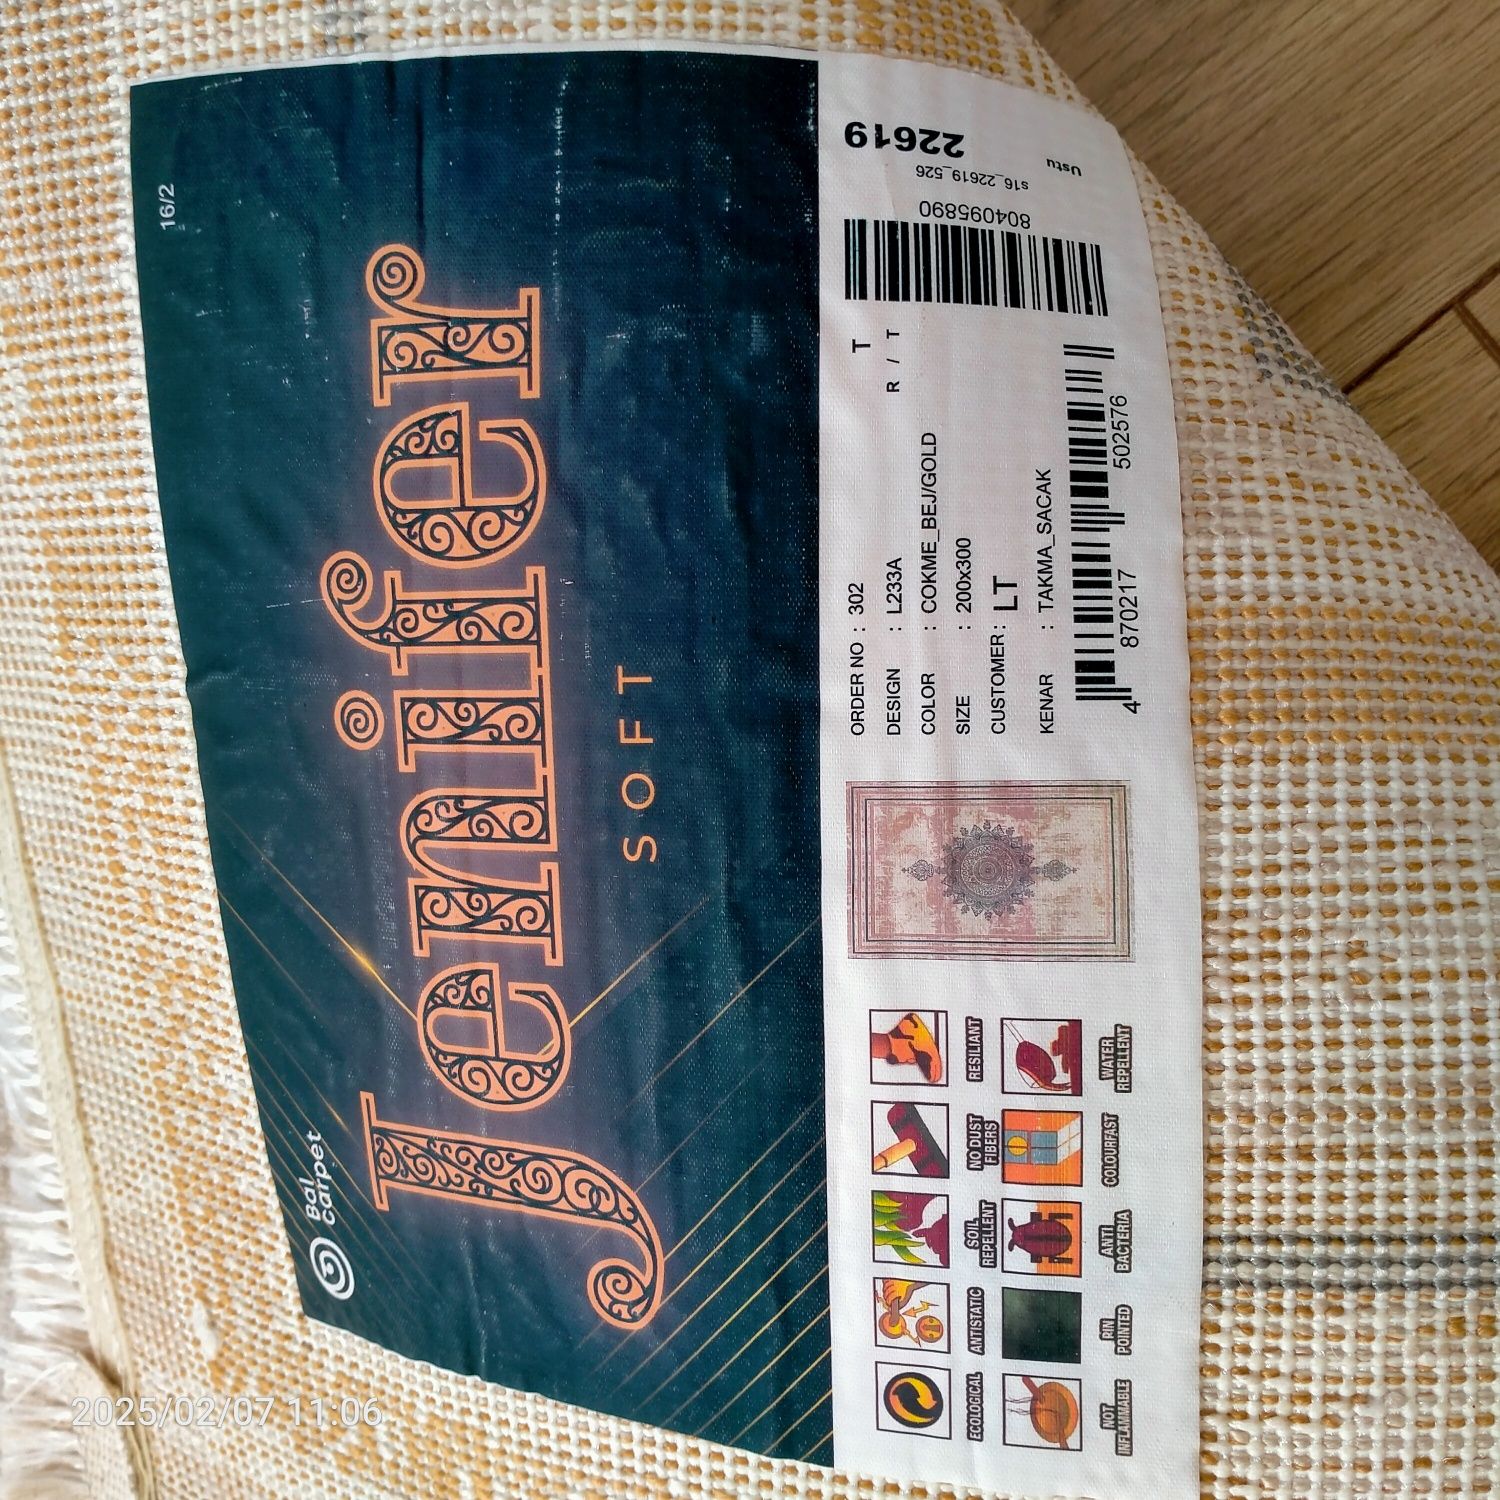 16/2
Bal
Carpet
Jenifer
SOFT
ECOLOGICAL
ANTISTATIC
SOIL
REPELLENT
NO DUST
FIBERS
RESILIANT
NOT
INFLAMMABLE
PIN
POINTED
ANTI
BACTERIA
COLOURFAST
WATER
REPELLENT
ORDER NO : 302
T
DESIGN : L233A
R / T
COLOR : COKME_BEJ/GOLD
SIZE : 200x300
CUSTOMER : LT
KENAR : TAKMA_SACAK
4 870217 502576
804095890
s16_22619_526
22619
Ustu
2025/02/07 11:06